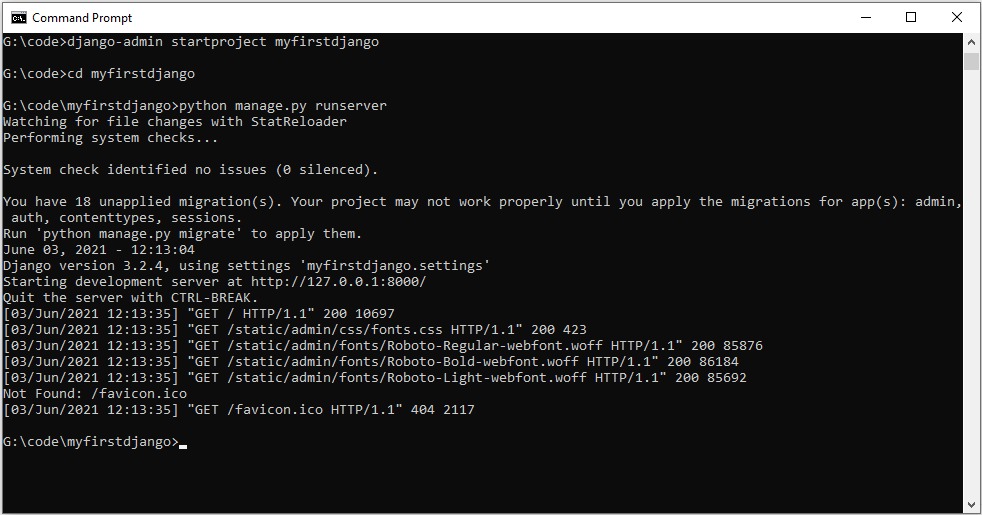 Command Prompt
G:\code>django-admin startproject myfirstdjango
G:\code>cd myfirstdjango
G:\code\myfirstdjango>python manage.py runserver
Watching for file changes with StatReloader
Performing system checks...
System check identified no issues (0 silenced).
You have 18 unapplied migration(s). Your project may not work properly until you apply the migrations for app(s): admin,
 auth, contenttypes, sessions.
Run 'python manage.py migrate' to apply them.
June 03, 2021 - 12:13:04
Django version 3.2.4, using settings 'myfirstdjango.settings'
Starting development server at http://127.0.0.1:8000/
Quit the server with CTRL-BREAK.
[03/Jun/2021 12:13:35] "GET / HTTP/1.1" 200 10697
[03/Jun/2021 12:13:35] "GET /static/admin/css/fonts.css HTTP/1.1" 200 423
[03/Jun/2021 12:13:35] "GET /static/admin/fonts/Roboto-Regular-webfont.woff HTTP/1.1" 200 85876
[03/Jun/2021 12:13:35] "GET /static/admin/fonts/Roboto-Bold-webfont.woff HTTP/1.1" 200 86184
[03/Jun/2021 12:13:35] "GET /static/admin/fonts/Roboto-Light-webfont.woff HTTP/1.1" 200 85692
Not Found: /favicon.ico
[03/Jun/2021 12:13:35] "GET /favicon.ico HTTP/1.1" 404 2117
G:\code\myfirstdjango>